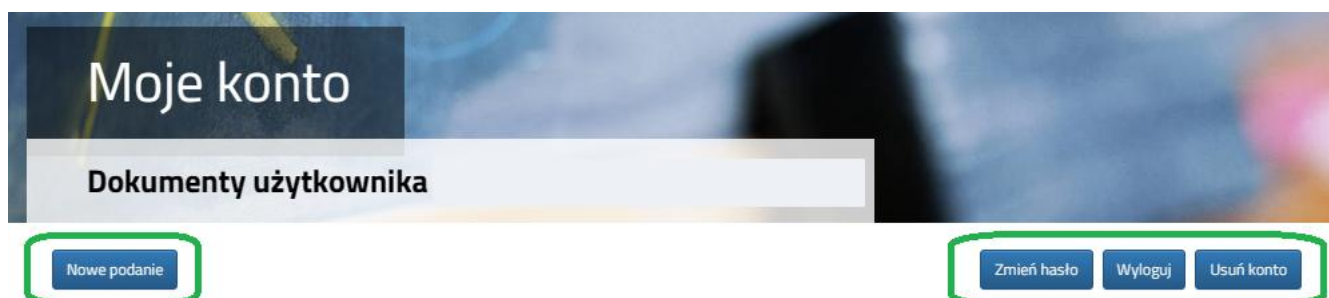 Moje konto
Dokumenty użytkownika
Nowe podanie Zmień hasło Wyloguj Usuń konto